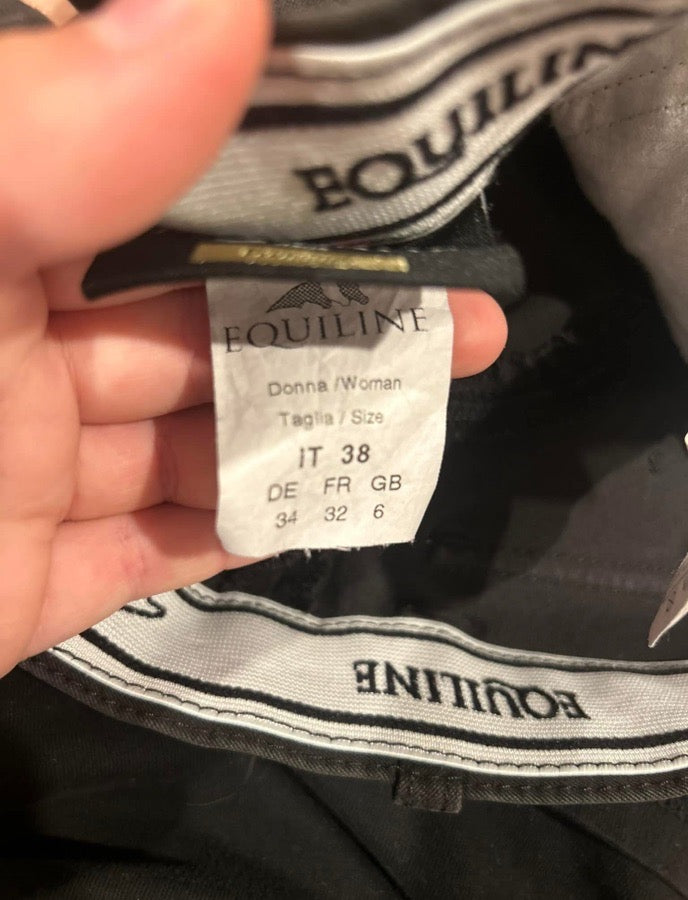 EQUILINE
EQUILINE
Donna /Woman
Taglia / Size
IT 38
DE FR GB
34 32 6
EQUILINE